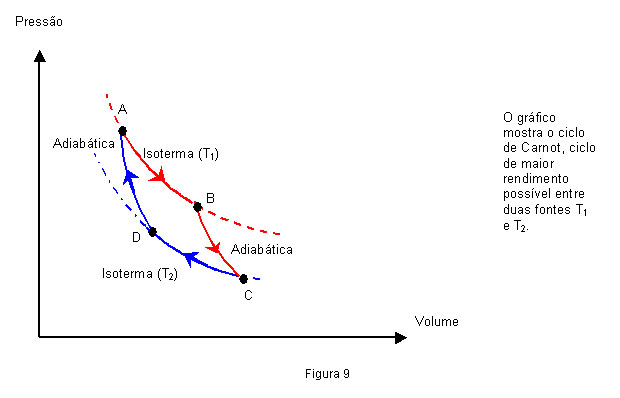 Pressão
A
Adiabática
Isoterma (T₁)
B
D
Adiabática
Isoterma (T₂)
C
Volume
O gráfico
mostra o ciclo
de Carnot, ciclo
de maior
rendimento
possível entre
duas fontes T₁
e T₂.
Figura 9